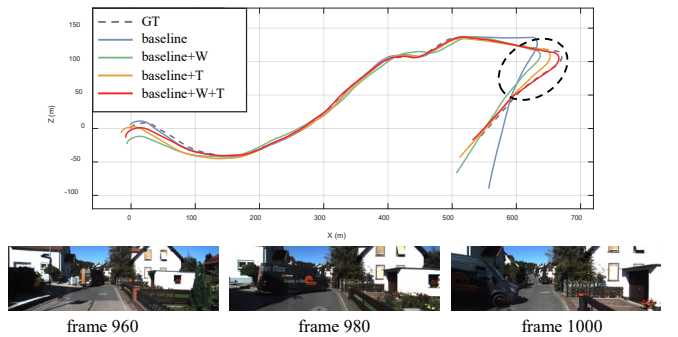 GT
baseline
baseline+W
baseline+T
baseline+W+T
150
100
50
0
-50
-100
Z (m)
0
100
200
300
400
500
600
700
X (m)
frame 960
frame 980
frame 1000